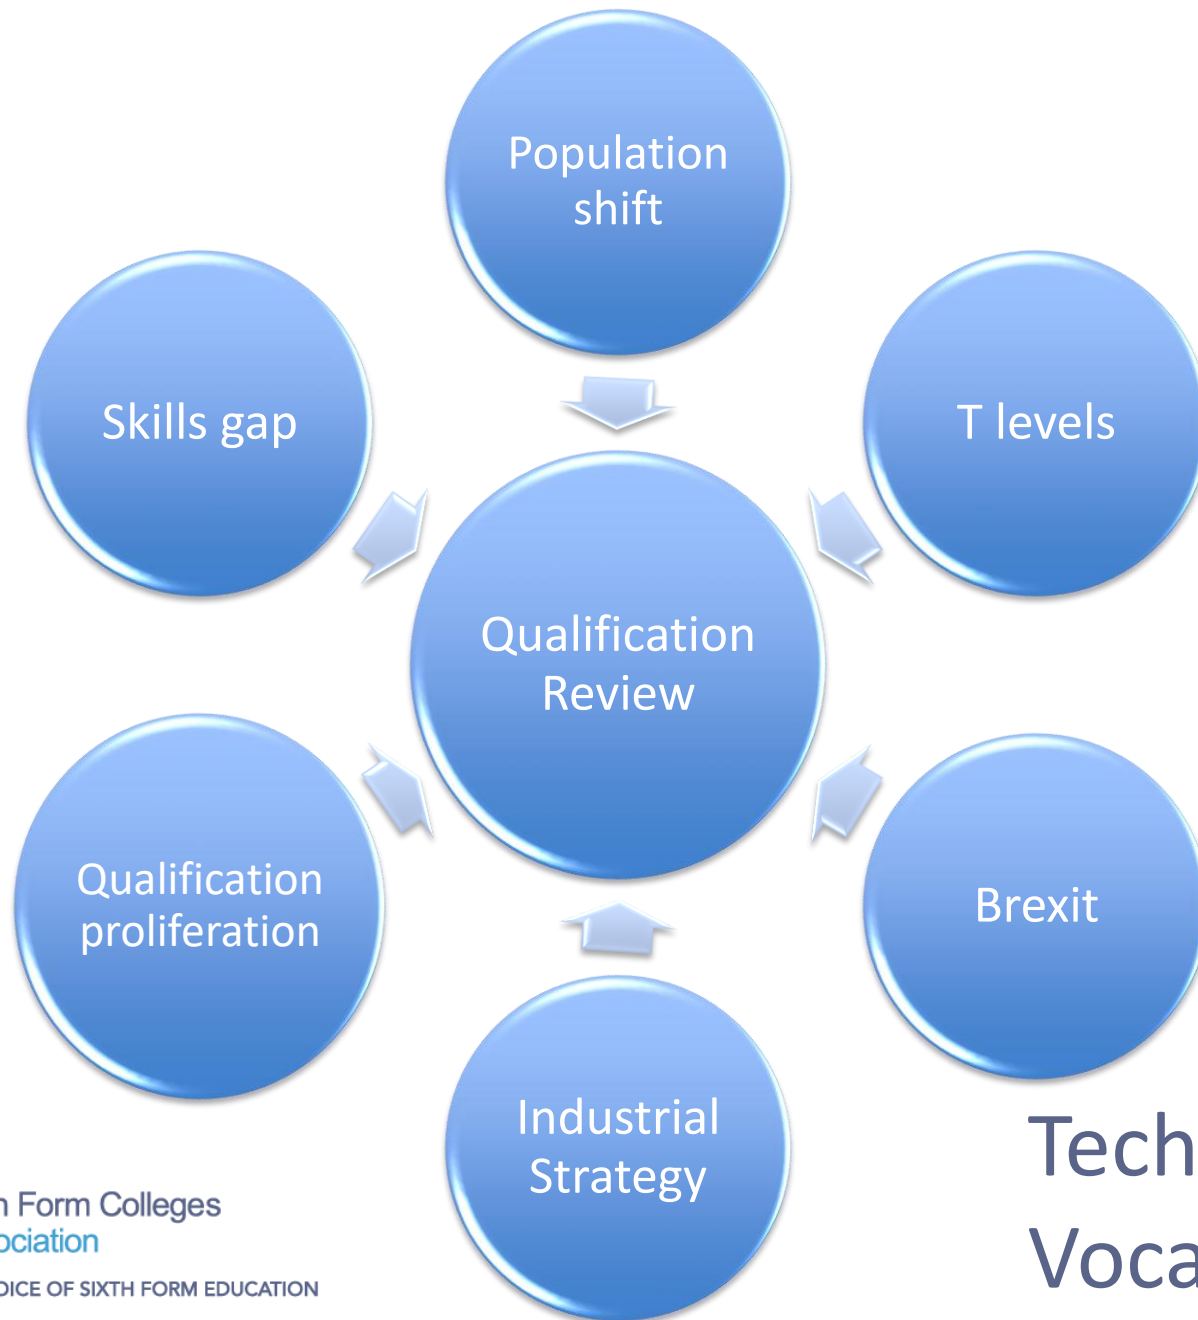 Population
shift
Skills gap
T levels
Qualification
Review
Qualification
proliferation
Brexit
Industrial
Strategy
Tech
Voca
Form Colleges
ociation
OICE OF SIXTH FORM EDUCATION